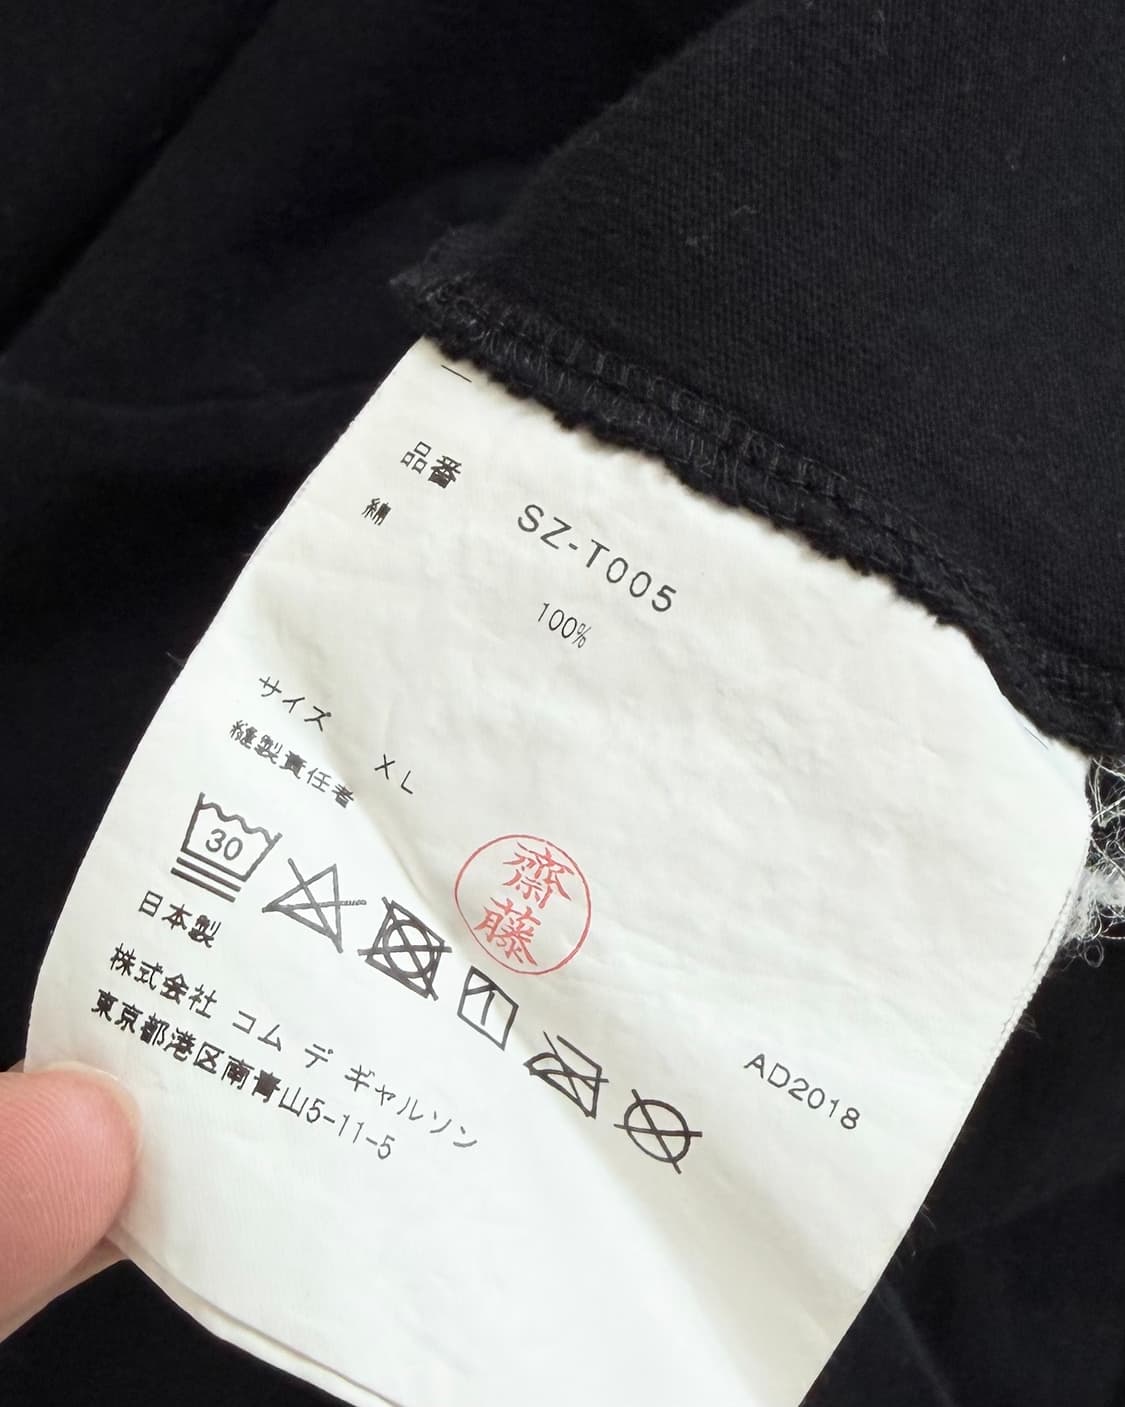 品番 SZ-T005
綿 100%
サイズ XL
縫製責任者
齋藤
30
日本製
AD2018
株式会社 コム デ ギャルソン
東京都港区南青山5-11-5